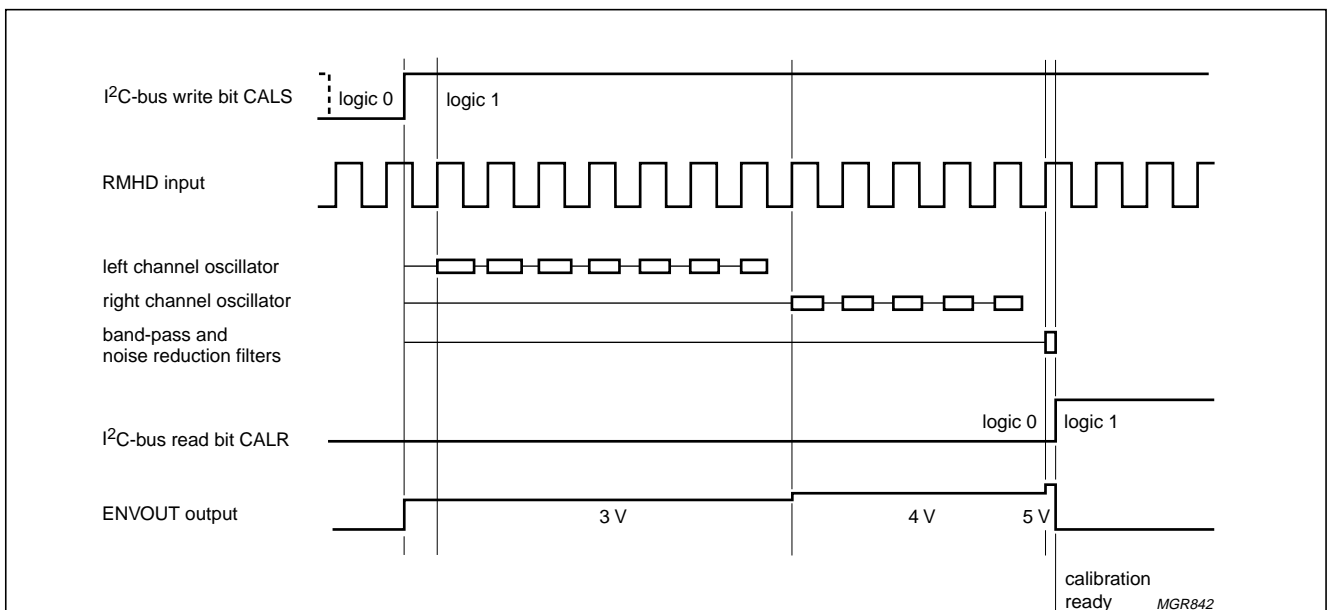 I²C-bus write bit CALS
logic 0
logic 1
RMHD input
left channel oscillator
right channel oscillator
band-pass and
noise reduction filters
I²C-bus read bit CALR
logic 0
logic 1
ENVOUT output
3 V
4 V
5 V
calibration
ready
MGR842